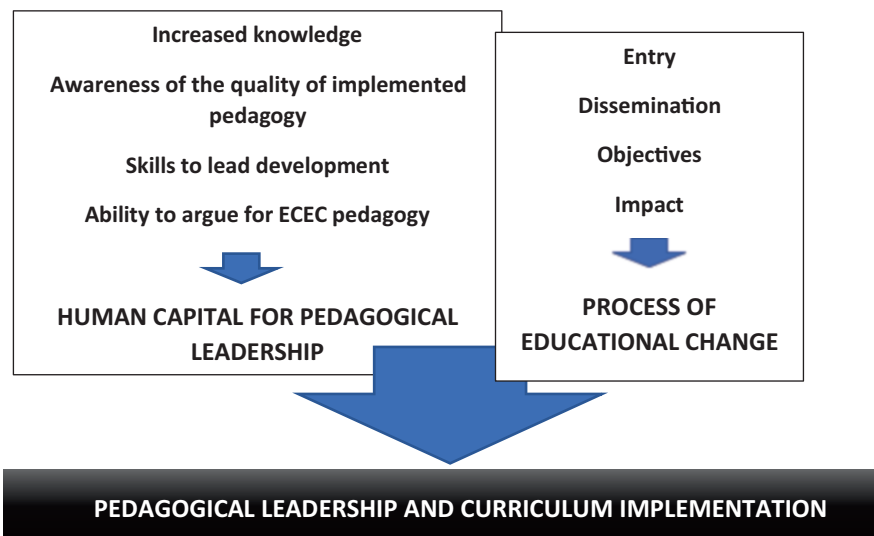 Increased knowledge
Awareness of the quality of implemented
pedagogy
Skills to lead development
Ability to argue for ECEC pedagogy
HUMAN CAPITAL FOR PEDAGOGICAL
LEADERSHIP
Entry
Dissemination
Objectives
Impact
PROCESS OF
EDUCATIONAL CHANGE
PEDAGOGICAL LEADERSHIP AND CURRICULUM IMPLEMENTATION